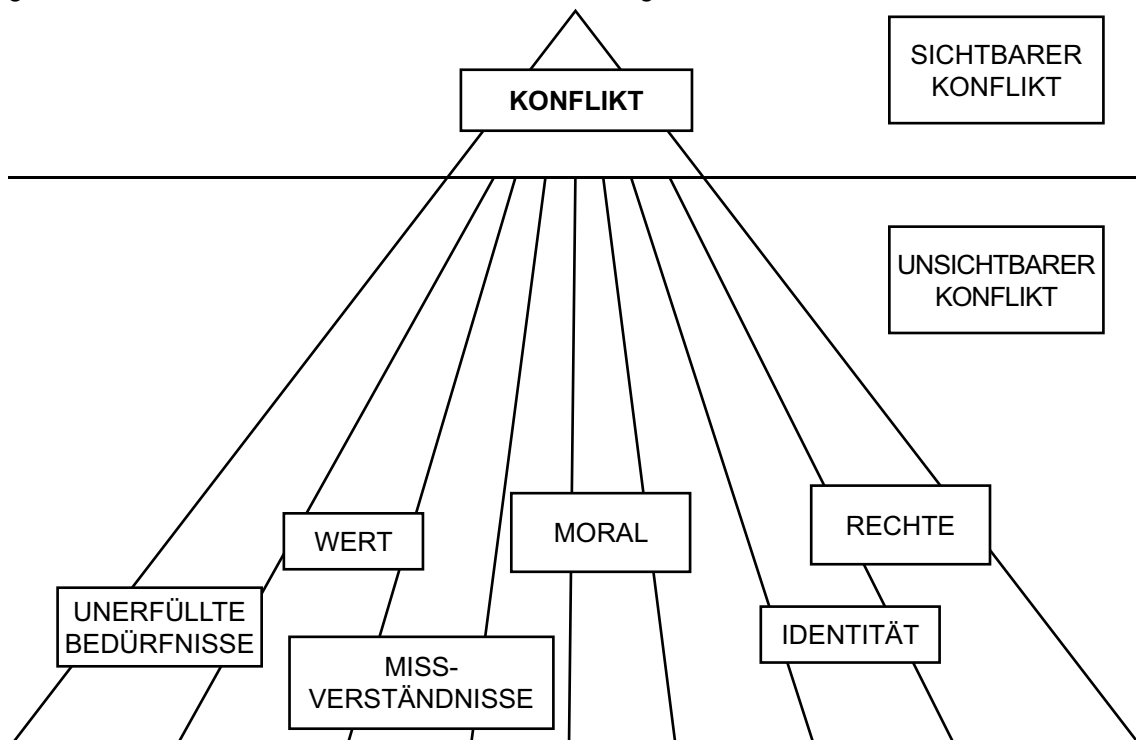 SICHTBARER
KONFLIKT
KONFLIKT
UNSICHTBARER
KONFLIKT
WERT
MORAL
RECHTE
UNERFÜLLTE
BEDÜRFNISSE
MISS-
VERSTÄNDNISSE
IDENTITÄT